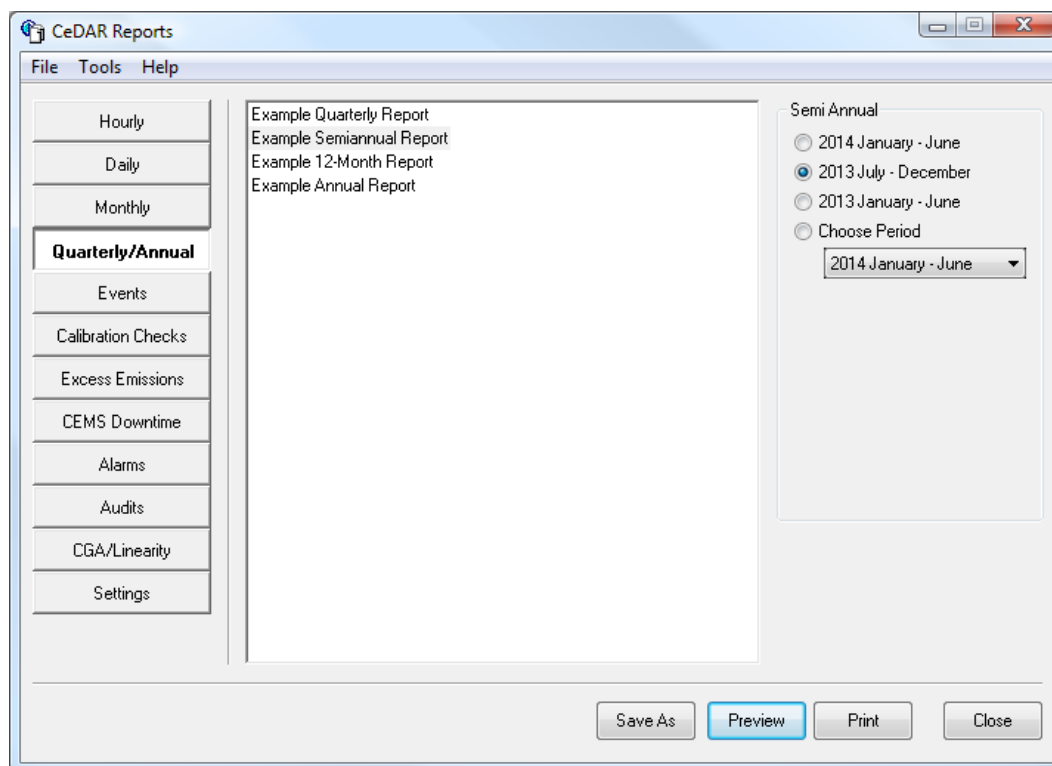 CeDAR Reports
File Tools Help
Hourly
Daily
Monthly
Quarterly/Annual
Events
Calibration Checks
Excess Emissions
CEMS Downtime
Alarms
Audits
CGA/Linearity
Settings
Example Quarterly Report
Example Semiannual Report
Example 12-Month Report
Example Annual Report
Semi Annual
2014 January - June
2013 July - December
2013 January - June
Choose Period
2014 January - June
Save As Preview Print Close